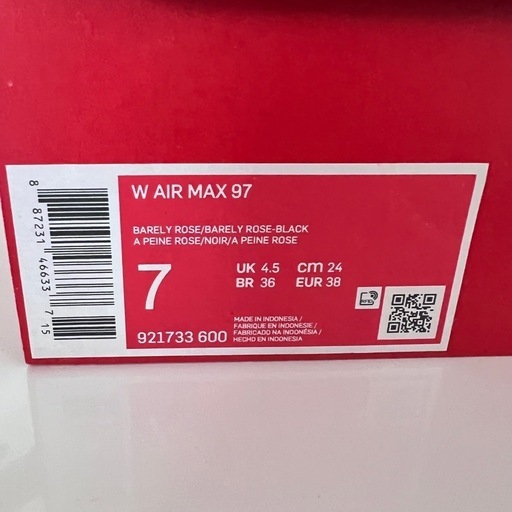 8 87231 46633 7 15
W AIR MAX 97
BARELY ROSE/BARELY ROSE-BLACK
A PEINE ROSE/NOIR/A PEINE ROSE
7
UK 4.5 cm 24
BR 36 EUR 38
RFID
921733 600
MADE IN INDONESIA/
FABRIQUE EN INDONESIE/
FABRICADO NA INDONÉSIA/
HECHO EN INDONESIA